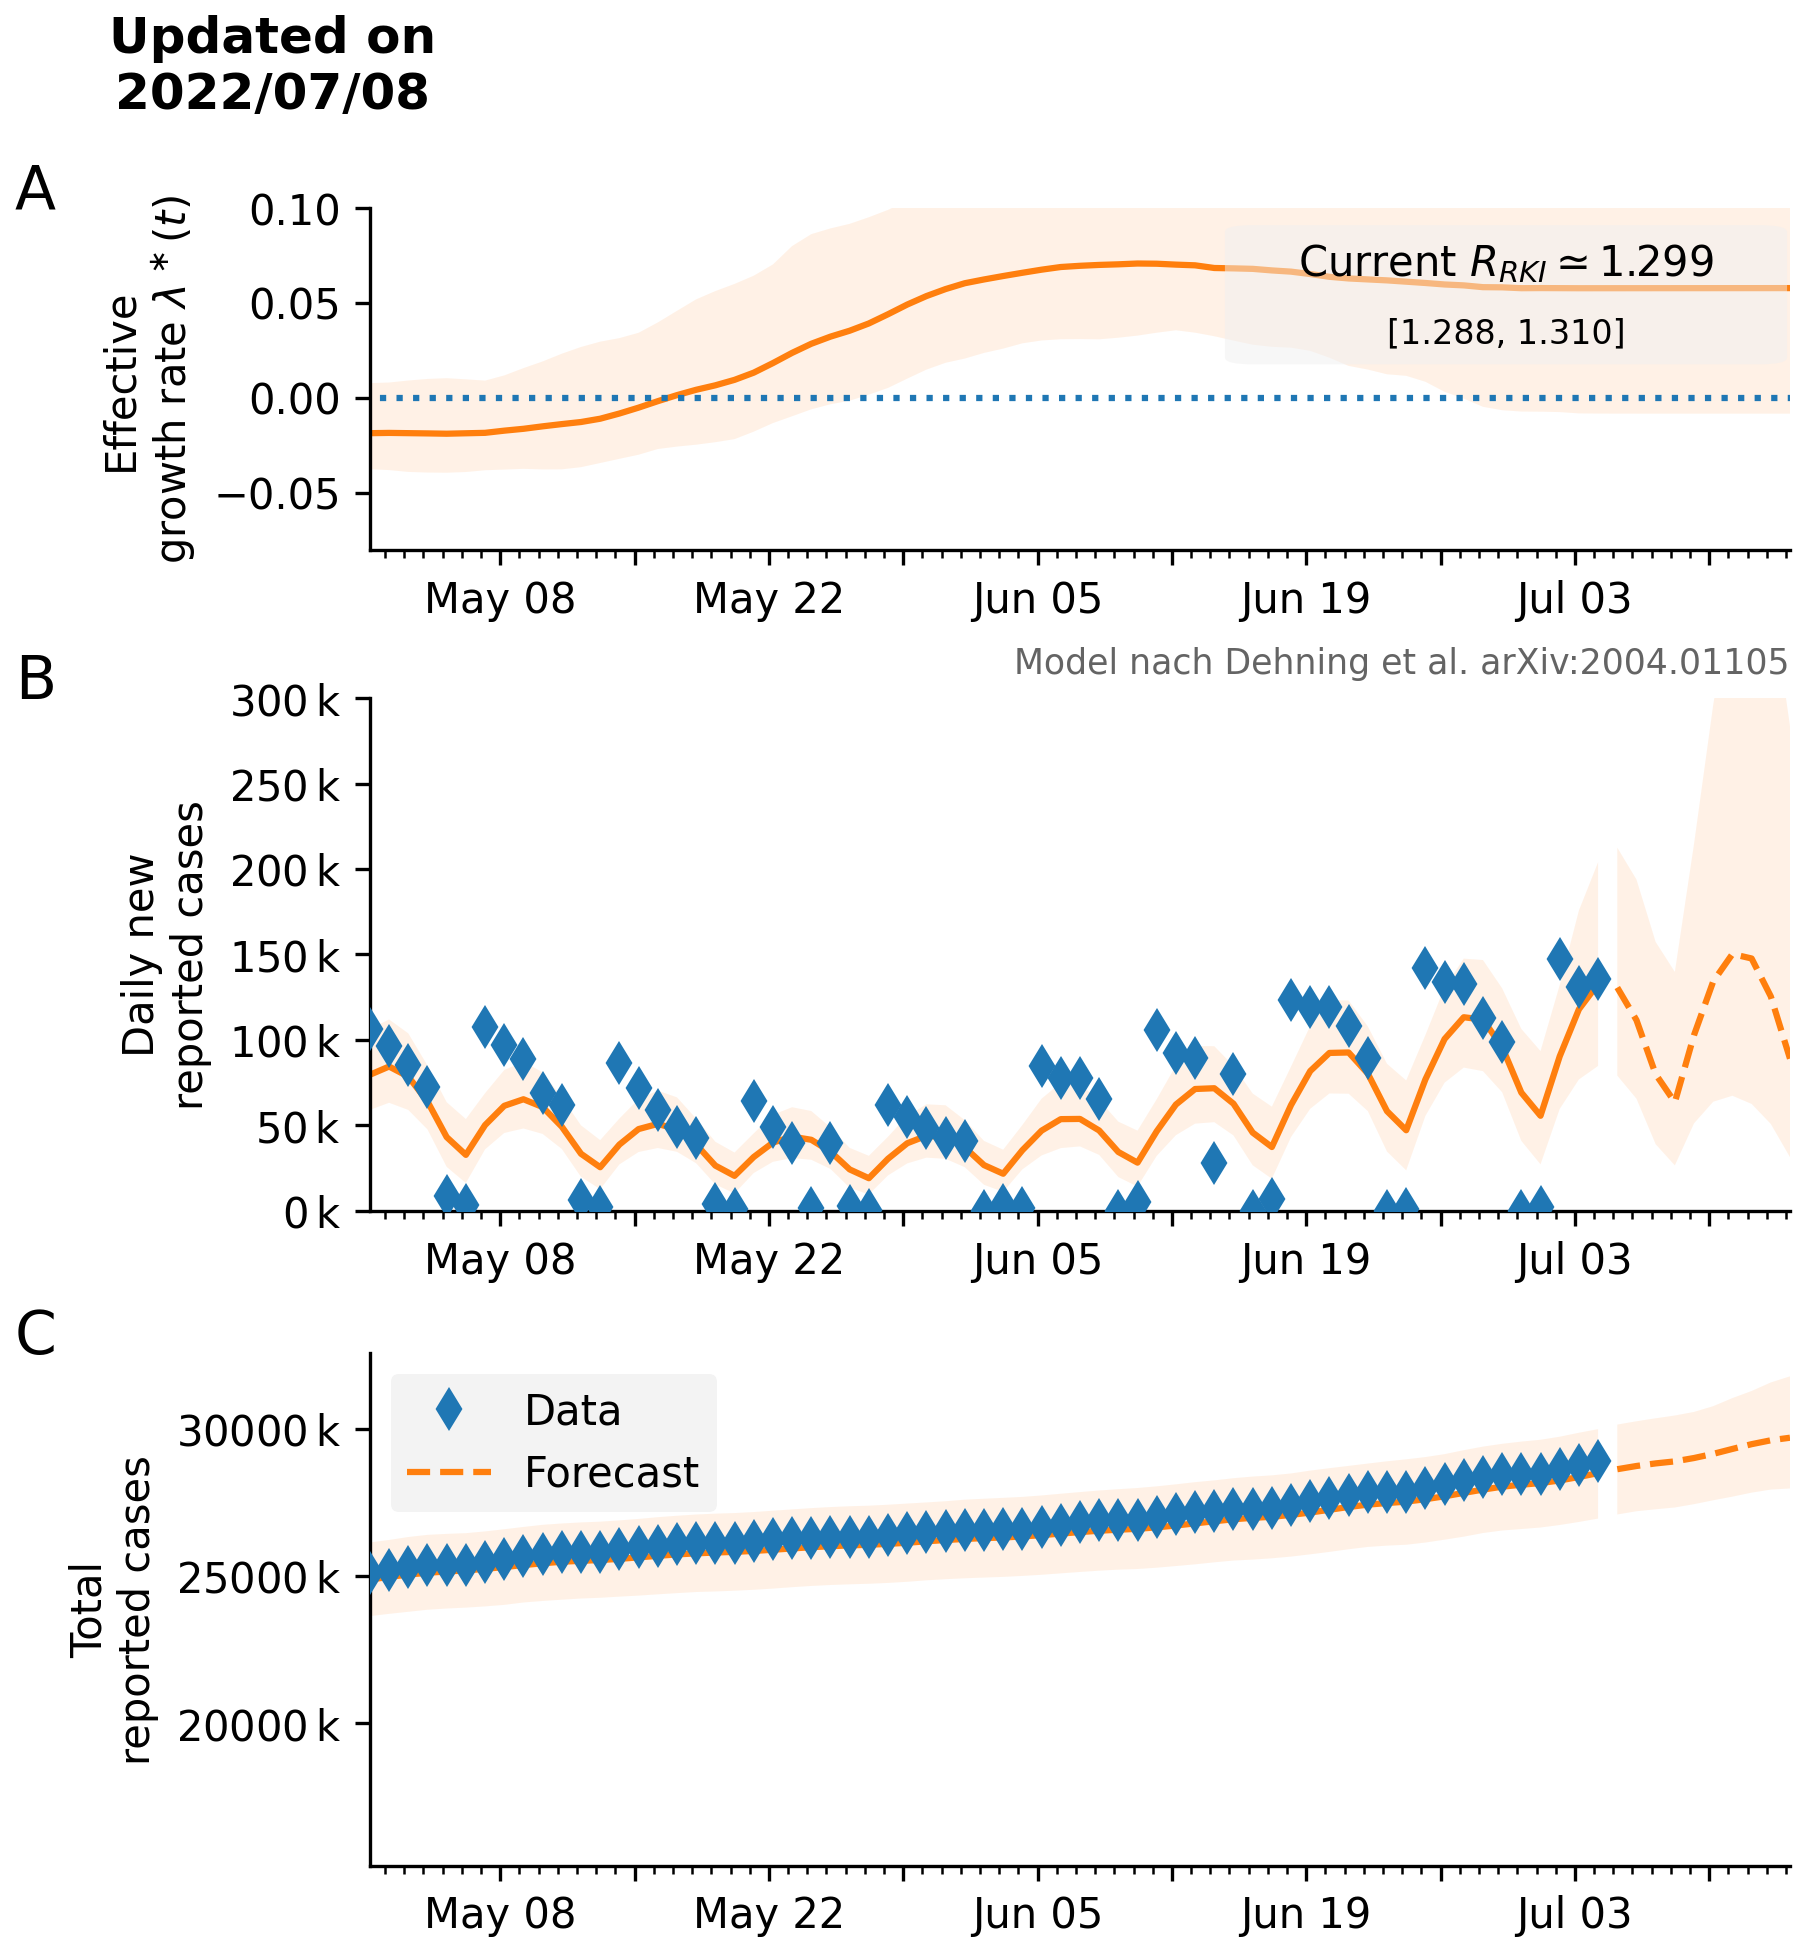 Updated on
2022/07/08
A
Effective
growth rate λ * (t)
0.10
0.05
0.00
−0.05
Current R_RKI ≃ 1.299
[1.288, 1.310]
May 08
May 22
Jun 05
Jun 19
Jul 03
Model nach Dehning et al. arXiv:2004.01105
B
Daily new
reported cases
300 k
250 k
200 k
150 k
100 k
50 k
0 k
May 08
May 22
Jun 05
Jun 19
Jul 03
C
Total
reported cases
30000 k
25000 k
20000 k
Data
Forecast
May 08
May 22
Jun 05
Jun 19
Jul 03